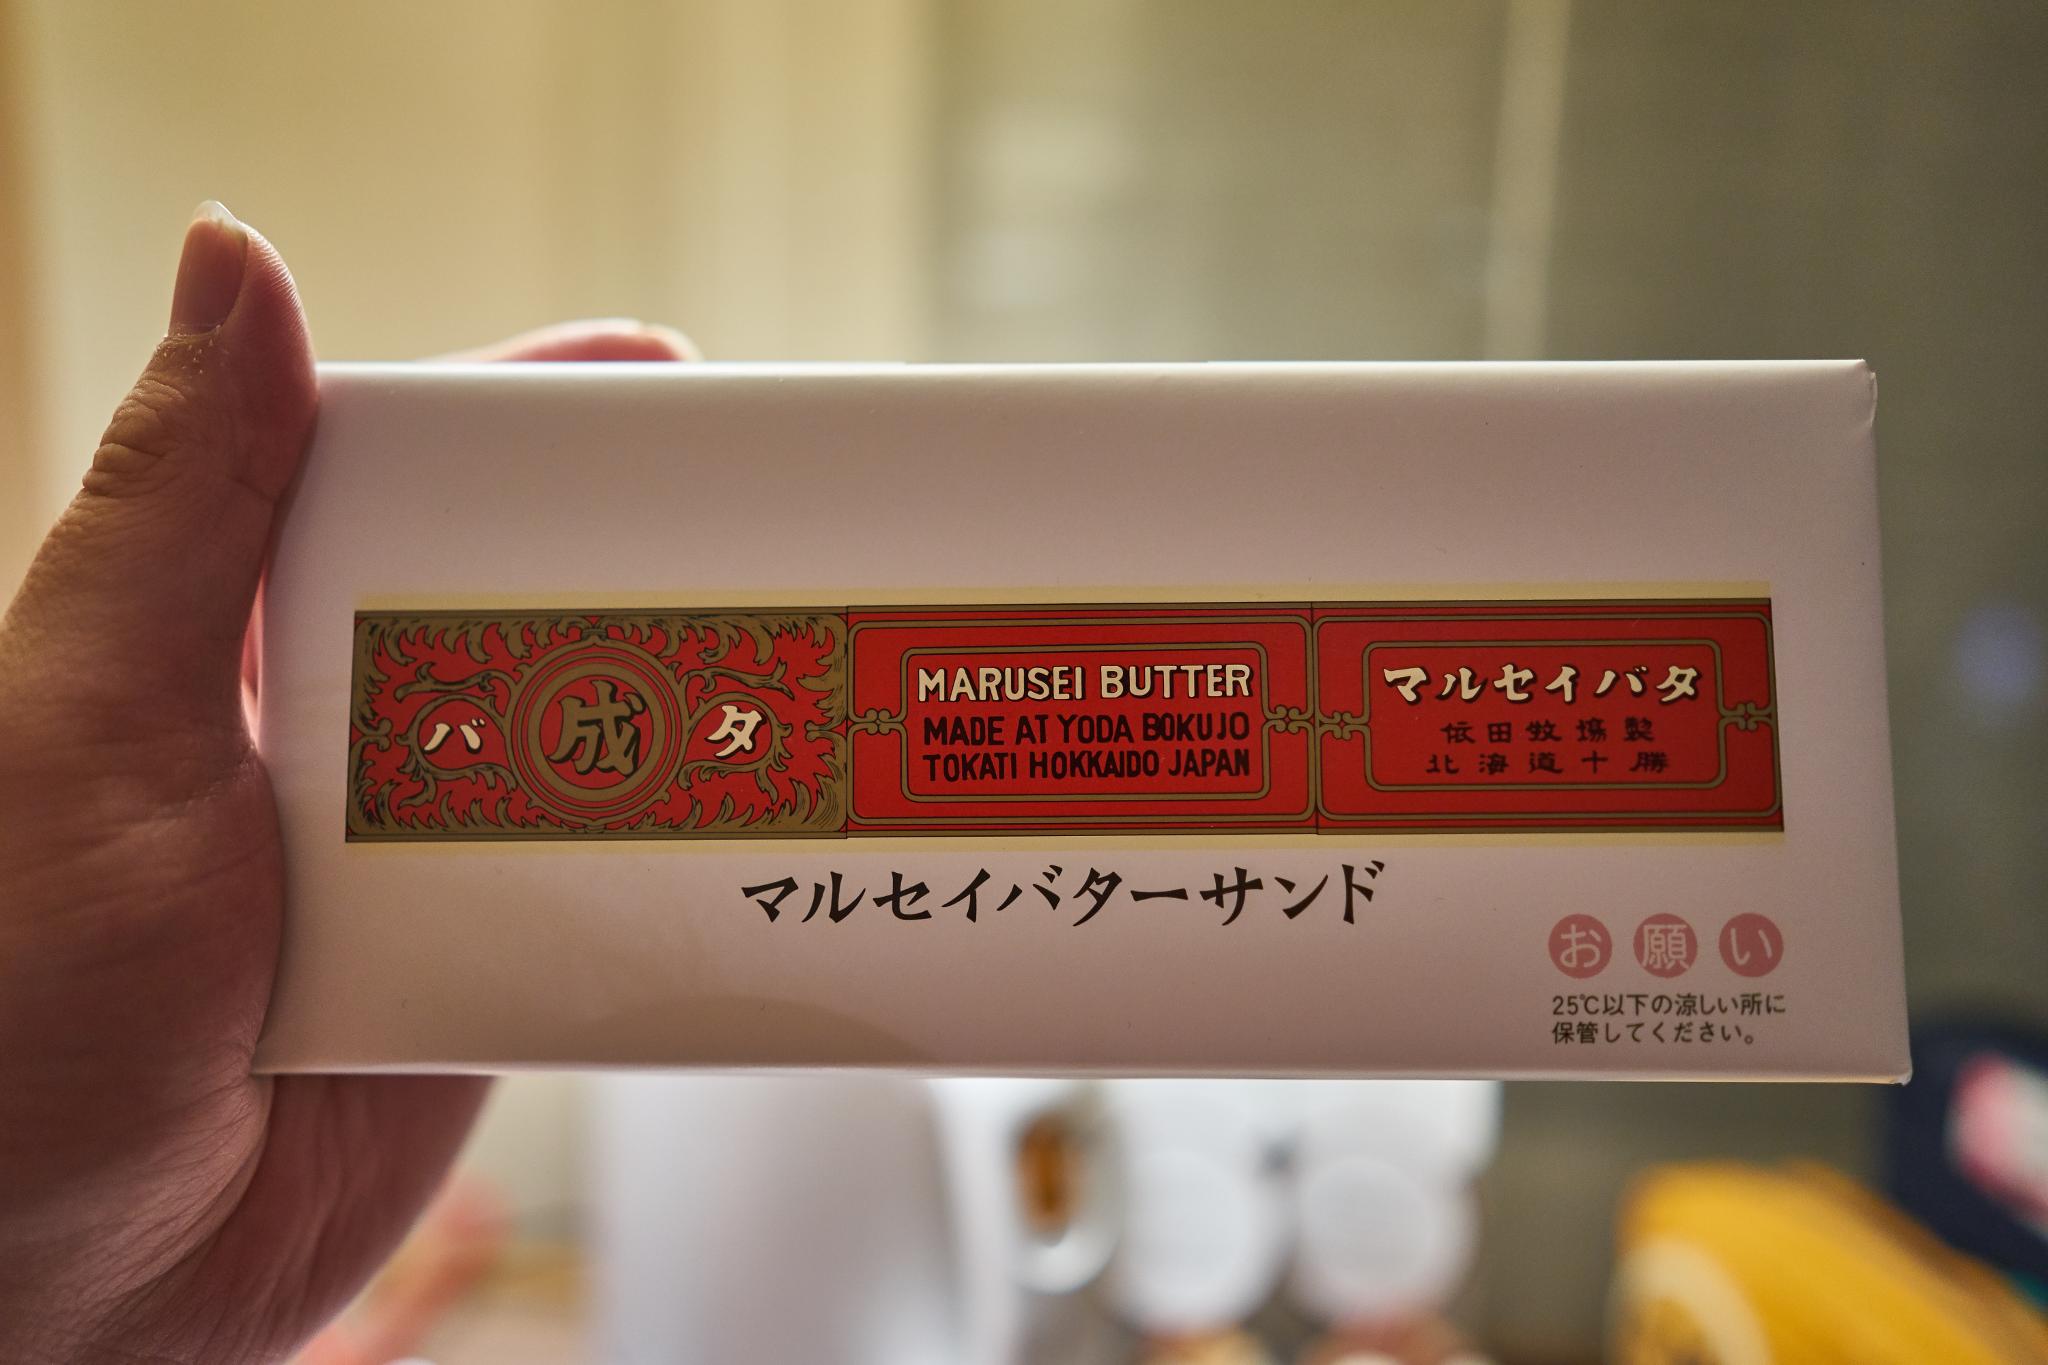 バ 成 タ
MARUSEI BUTTER
MADE AT YODA BOKUJO
TOKATI HOKKAIDO JAPAN
マルセイバタ
依田牧場製
北海道十勝
マルセイバターサンド
お願い
25℃以下の涼しい所に
保管してください。